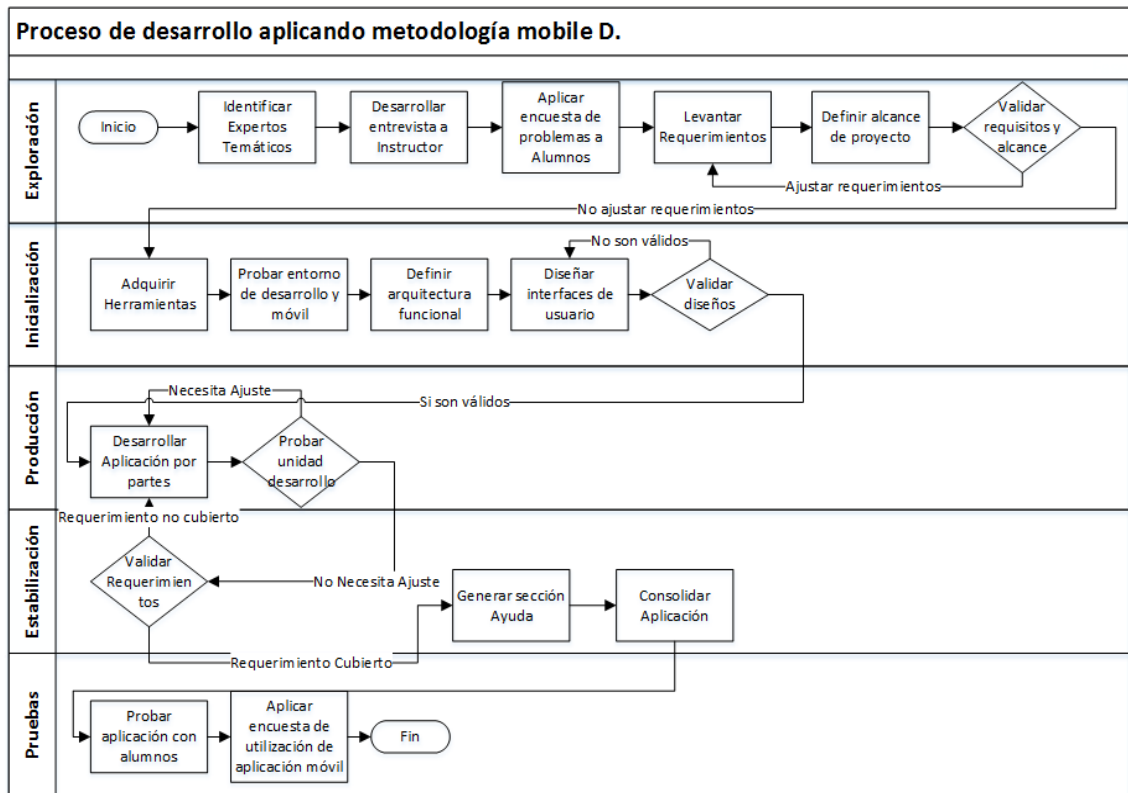 Proceso de desarrollo aplicando metodología mobile D.
Exploración
Inicio
Identificar
Expertos
Temáticos
Desarrollar
entrevista a
Instructor
Aplicar
encuesta de
problemas a
Alumnos
Levantar
Requerimientos
Definir alcance
de proyecto
Validar
requisitos y
alcance
Ajustar requerimientos
No ajustar requerimientos
Inicialización
Adquirir
Herramientas
Probar entorno
de desarrollo y
móvil
Definir
arquitectura
funcional
Diseñar
interfaces de
usuario
No son válidos
Validar
diseños
Producción
Necesita Ajuste
Si son válidos
Desarrollar
Aplicación por
partes
Probar
unidad
desarrollo
Requerimiento no cubierto
Estabilización
Validar
Requerimien
tos
No Necesita Ajuste
Generar sección
Ayuda
Consolidar
Aplicación
Requerimiento Cubierto
Pruebas
Probar
aplicación con
alumnos
Aplicar
encuesta de
utilización de
aplicación móvil
Fin